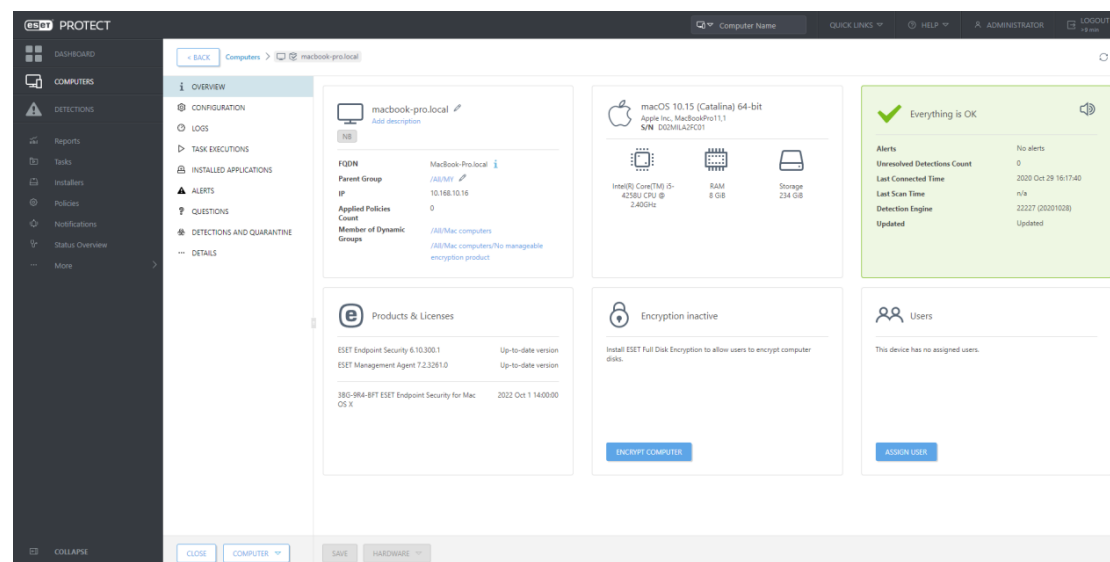 eset PROTECT
Computer Name
QUICK LINKS
HELP
ADMINISTRATOR
LOGOUT
>9 min
DASHBOARD
COMPUTERS
DETECTIONS
Reports
Tasks
Installers
Policies
Notifications
Status Overview
More
COLLAPSE
< BACK
Computers > macbook-pro.local
OVERVIEW
CONFIGURATION
LOGS
TASK EXECUTIONS
INSTALLED APPLICATIONS
ALERTS
QUESTIONS
DETECTIONS AND QUARANTINE
DETAILS
macbook-pro.local
Add description
NB
FQDN MacBook-Pro.local
Parent Group /All/MY
IP 10.168.10.16
Applied Policies 0
Count
Member of Dynamic /All/Mac computers
Groups
/All/Mac computers/No manageable
encryption product
macOS 10.15 (Catalina) 64-bit
Apple Inc., MacBookPro11,1
S/N D02MILA2FC01
Intel(R) Core(TM) i5-
4258U CPU @
2.40GHz
RAM
8 GiB
Storage
234 GiB
Everything is OK
Alerts No alerts
Unresolved Detections Count 0
Last Connected Time 2020 Oct 29 16:17:40
Last Scan Time n/a
Detection Engine 22227 (20201028)
Updated Updated
Products & Licenses
ESET Endpoint Security 6.10.300.1 Up-to-date version
ESET Management Agent 7.2.3261.0 Up-to-date version
3BG-9R4-BFT ESET Endpoint Security for Mac 2022 Oct 1 14:00:00
OS X
Encryption inactive
Install ESET Full Disk Encryption to allow users to encrypt computer
disks.
ENCRYPT COMPUTER
Users
This device has no assigned users.
ASSIGN USER
CLOSE
COMPUTER
SAVE
HARDWARE